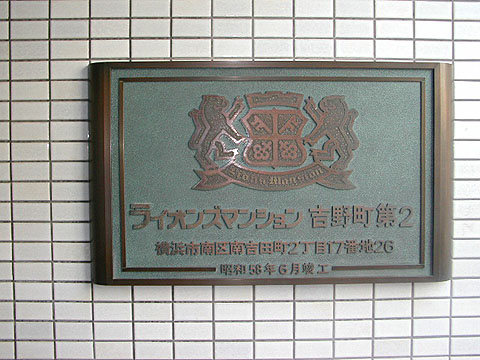 Lions Mansion
ライオンズマンション 吉野町第2
横浜市南区南吉田町2丁目17番地26
昭和58年6月竣工